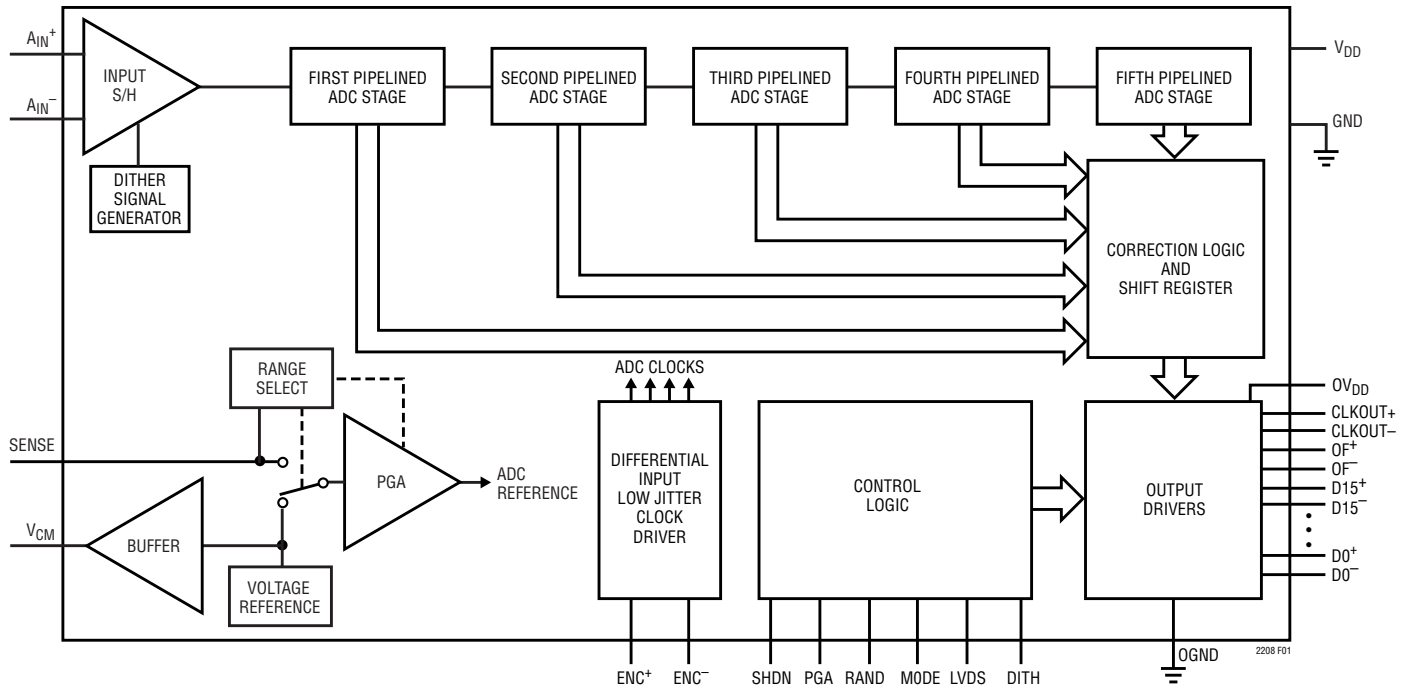 AIN+
AIN−
INPUT
S/H
DITHER
SIGNAL
GENERATOR
FIRST PIPELINED
ADC STAGE
SECOND PIPELINED
ADC STAGE
THIRD PIPELINED
ADC STAGE
FOURTH PIPELINED
ADC STAGE
FIFTH PIPELINED
ADC STAGE
VDD
GND
CORRECTION LOGIC
AND
SHIFT REGISTER
RANGE
SELECT
SENSE
PGA
ADC
REFERENCE
VCM
BUFFER
VOLTAGE
REFERENCE
ADC CLOCKS
DIFFERENTIAL
INPUT
LOW JITTER
CLOCK
DRIVER
ENC+
ENC−
CONTROL
LOGIC
SHDN
PGA
RAND
MODE
LVDS
DITH
OUTPUT
DRIVERS
OVDD
CLKOUT+
CLKOUT−
OF+
OF−
D15+
D15−
D0+
D0−
OGND
2208 F01